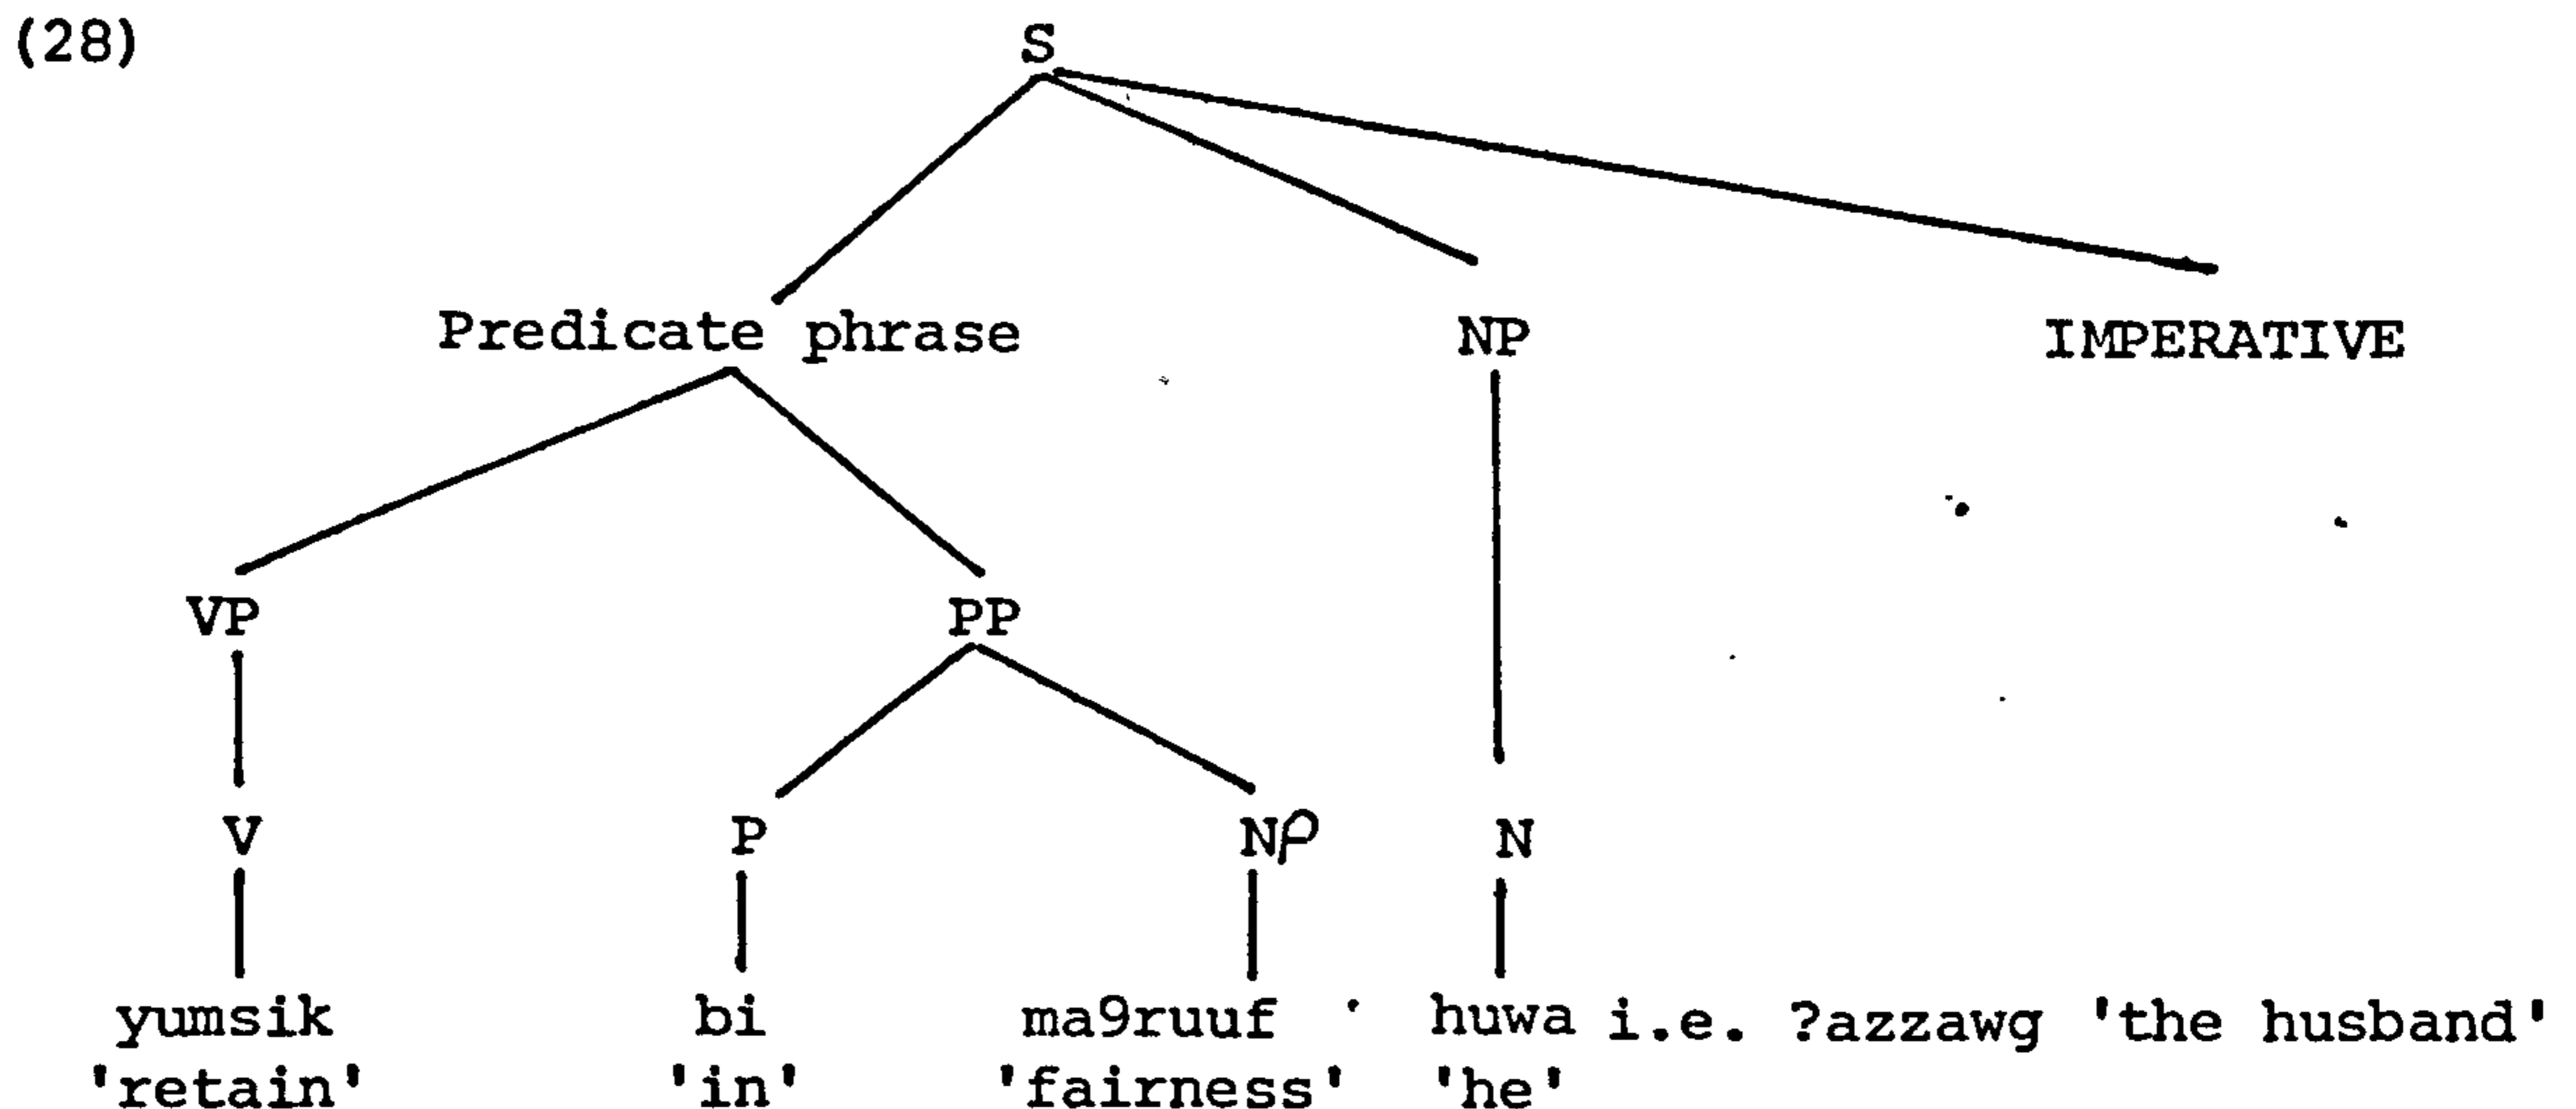 (28)
S
Predicate phrase NP IMPERATIVE
VP PP
V P NP N
yumsik bi ma9ruuf huwa i.e. ?azzawg 'the husband'
'retain' 'in' 'fairness' 'he'